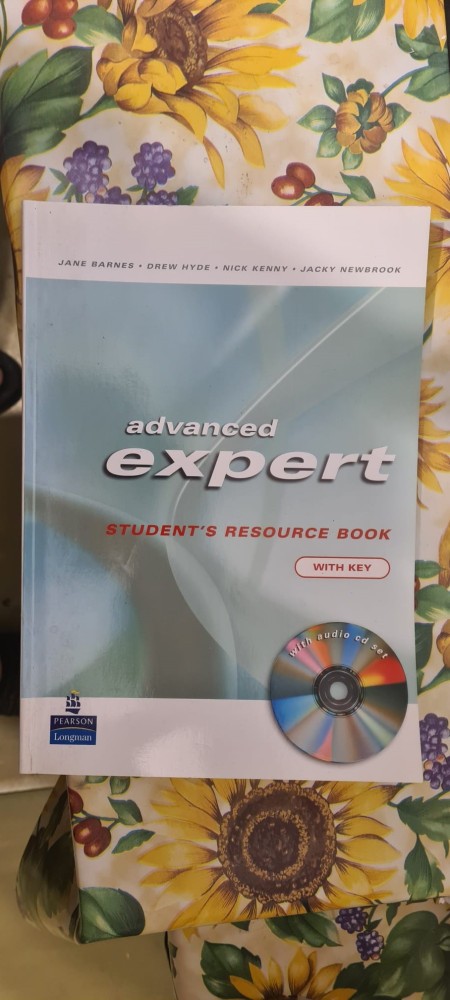 JANE BARNES • DREW HYDE • NICK KENNY • JACKY NEWBROOK
advanced
expert
STUDENT'S RESOURCE BOOK
WITH KEY
with audio cd set
PEARSON
Longman